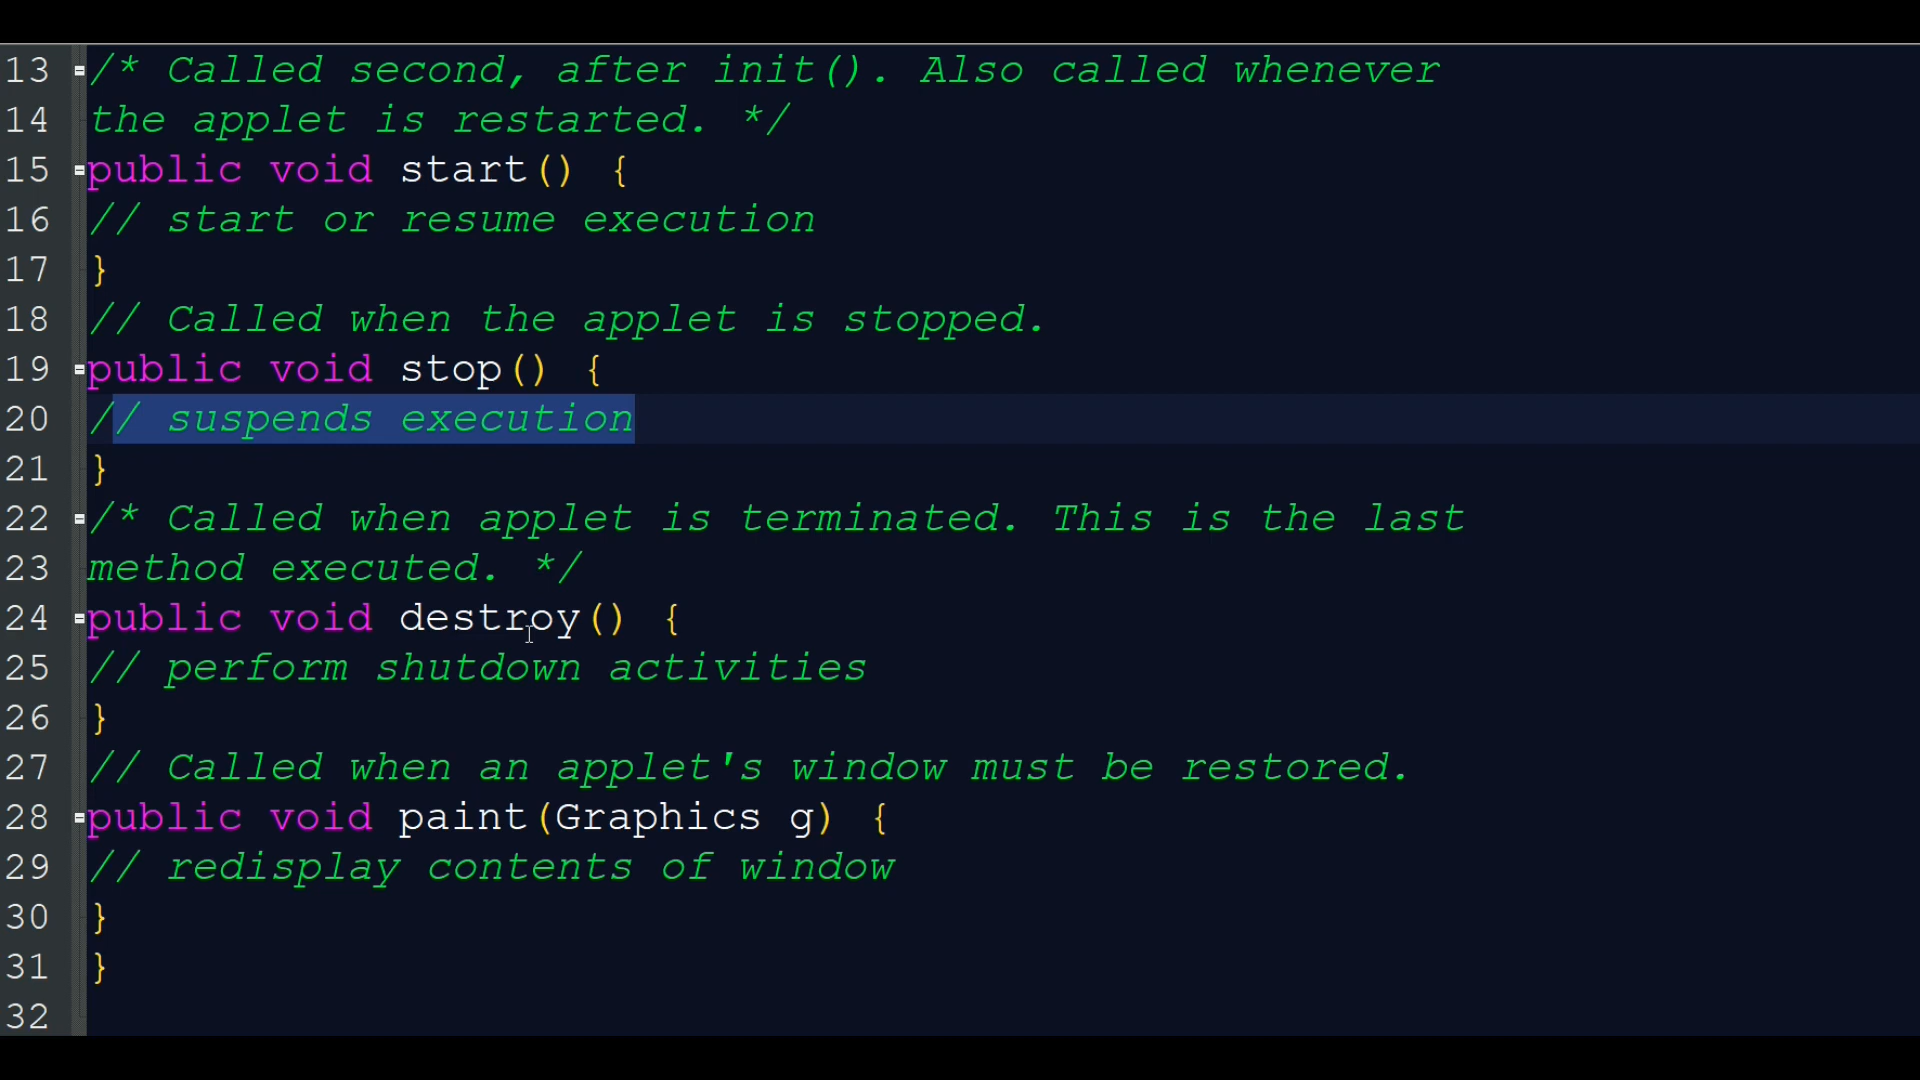 13 /* Called second, after init(). Also called whenever
14 the applet is restarted. */
15 public void start() {
16 // start or resume execution
17 }
18 // Called when the applet is stopped.
19 public void stop() {
20 // suspends execution
21 }
22 /* Called when applet is terminated. This is the last
23 method executed. */
24 public void destroy() {
25 // perform shutdown activities
26 }
27 // Called when an applet's window must be restored.
28 public void paint(Graphics g) {
29 // redisplay contents of window
30 }
31 }
32